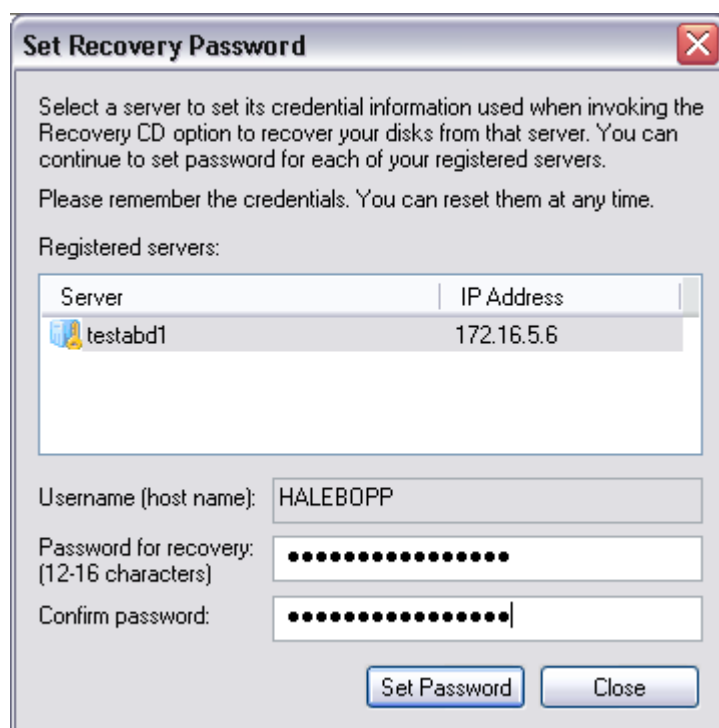 Set Recovery Password
Select a server to set its credential information used when invoking the
Recovery CD option to recover your disks from that server. You can
continue to set password for each of your registered servers.
Please remember the credentials. You can reset them at any time.
Registered servers:
Server IP Address
testabd1 172.16.5.6
Username (host name): HALEBOPP
Password for recovery: ●●●●●●●●●●●●●●●●
(12-16 characters)
Confirm password: ●●●●●●●●●●●●●●●●
Set Password Close